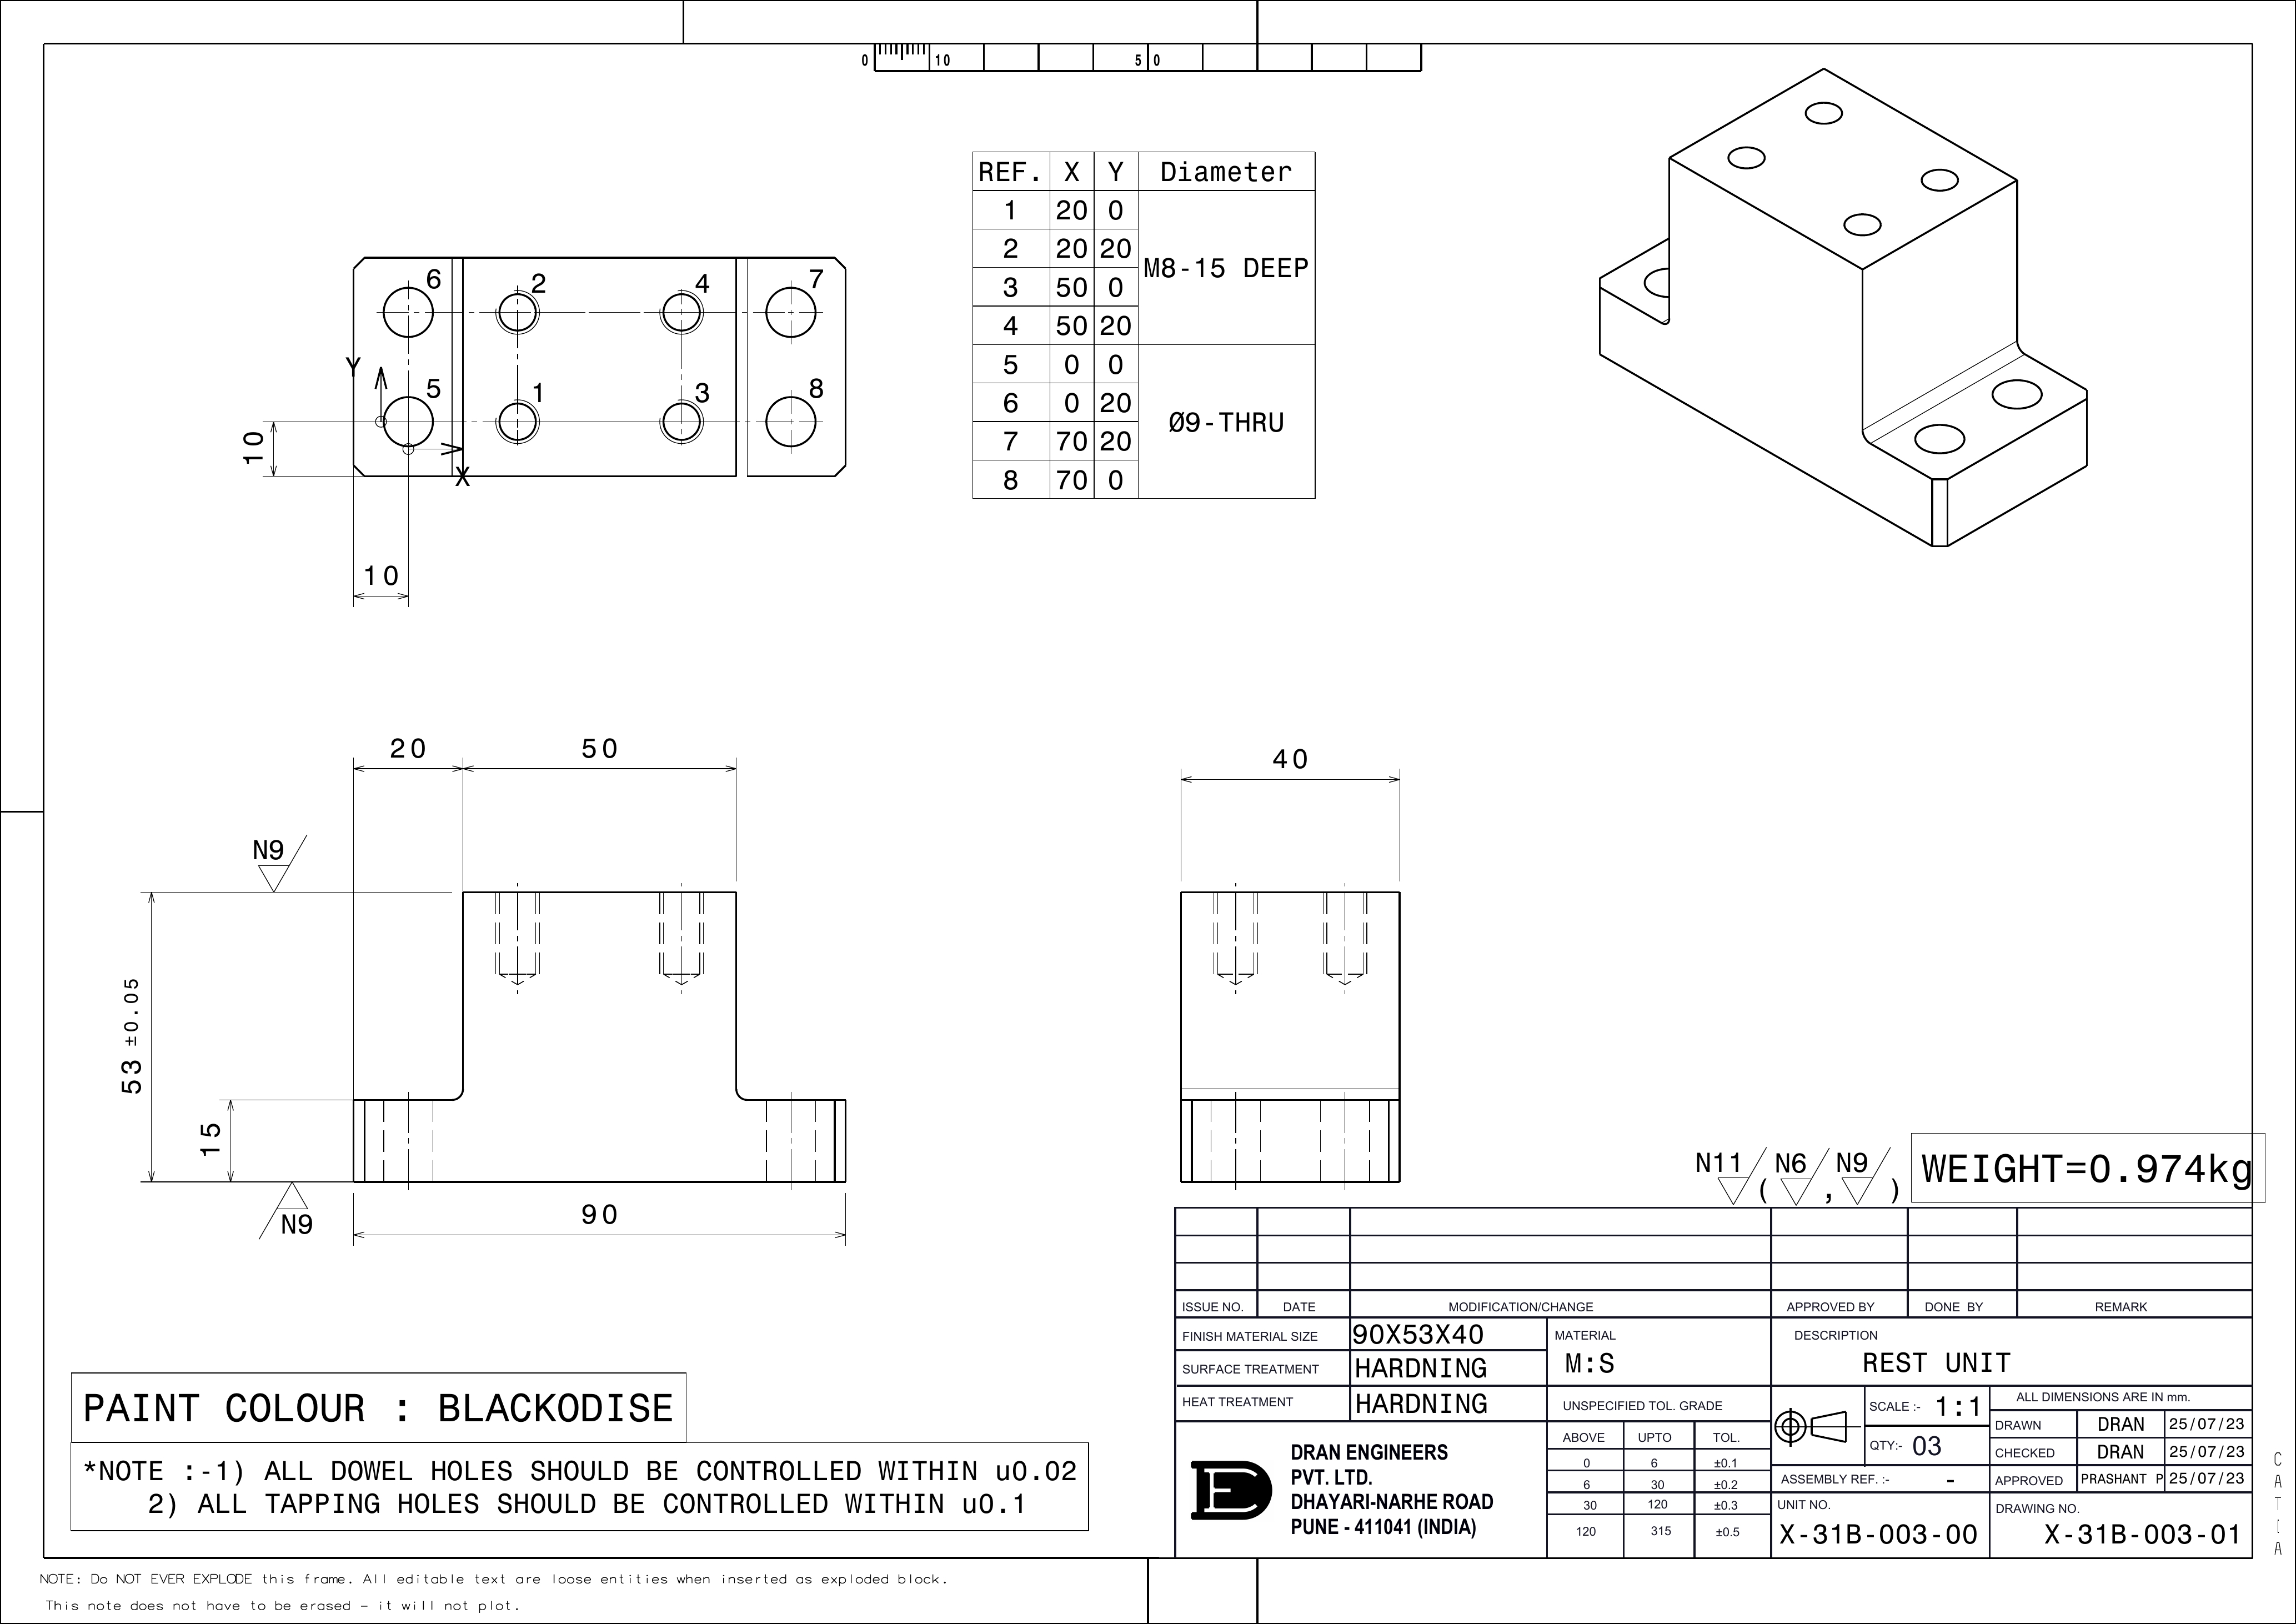 0 10 50
REF. X Y Diameter
1 20 0
2 20 20
3 50 0
4 50 20
M8-15 DEEP
5 0 0
6 0 20
7 70 20
8 70 0
Ø9-THRU
6 2 4 7
Y
5 1 3 8
X
10
10
20 50
40
N9
53 ±0.05
15
N9
90
N11 ( N6 , N9 )
WEIGHT=0.974kg
ISSUE NO. DATE MODIFICATION/CHANGE APPROVED BY DONE BY REMARK
FINISH MATERIAL SIZE 90X53X40
SURFACE TREATMENT HARDNING
HEAT TREATMENT HARDNING
MATERIAL
M:S
DESCRIPTION
REST UNIT
UNSPECIFIED TOL. GRADE
ABOVE UPTO TOL.
0 6 ±0.1
6 30 ±0.2
30 120 ±0.3
120 315 ±0.5
SCALE :- 1:1
QTY:- 03
ALL DIMENSIONS ARE IN mm.
DRAWN DRAN 25/07/23
CHECKED DRAN 25/07/23
APPROVED PRASHANT P 25/07/23
ASSEMBLY REF. :- -
UNIT NO.
X-31B-003-00
DRAWING NO.
X-31B-003-01
DE
DRAN ENGINEERS
PVT. LTD.
DHAYARI-NARHE ROAD
PUNE - 411041 (INDIA)
PAINT COLOUR : BLACKODISE
*NOTE :-1) ALL DOWEL HOLES SHOULD BE CONTROLLED WITHIN u0.02
2) ALL TAPPING HOLES SHOULD BE CONTROLLED WITHIN u0.1
CATIA
NOTE: Do NOT EVER EXPLODE this frame. All editable text are loose entities when inserted as exploded block.
This note does not have to be erased - it will not plot.